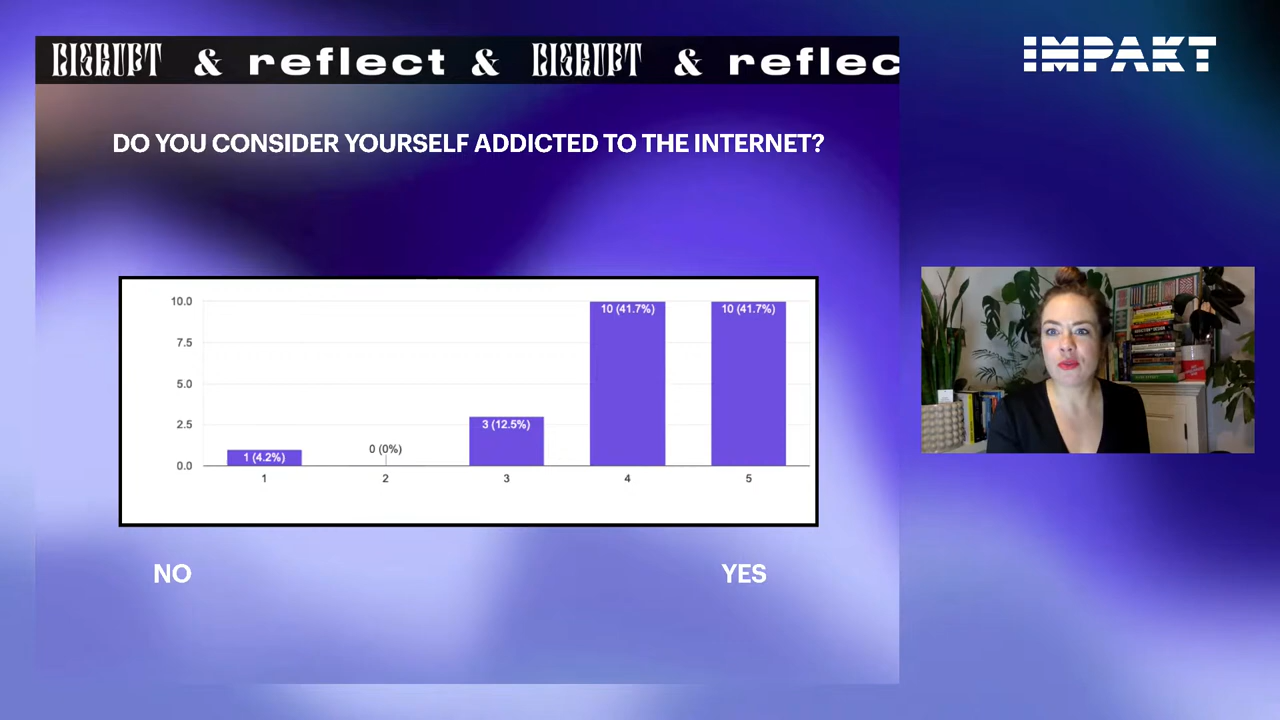 DISRUPT & reflect & DISRUPT & reflec
IMPAKT
DO YOU CONSIDER YOURSELF ADDICTED TO THE INTERNET?
10.0
7.5
5.0
2.5
0.0
1 (4.2%)
0 (0%)
3 (12.5%)
10 (41.7%)
10 (41.7%)
1 2 3 4 5
NO YES